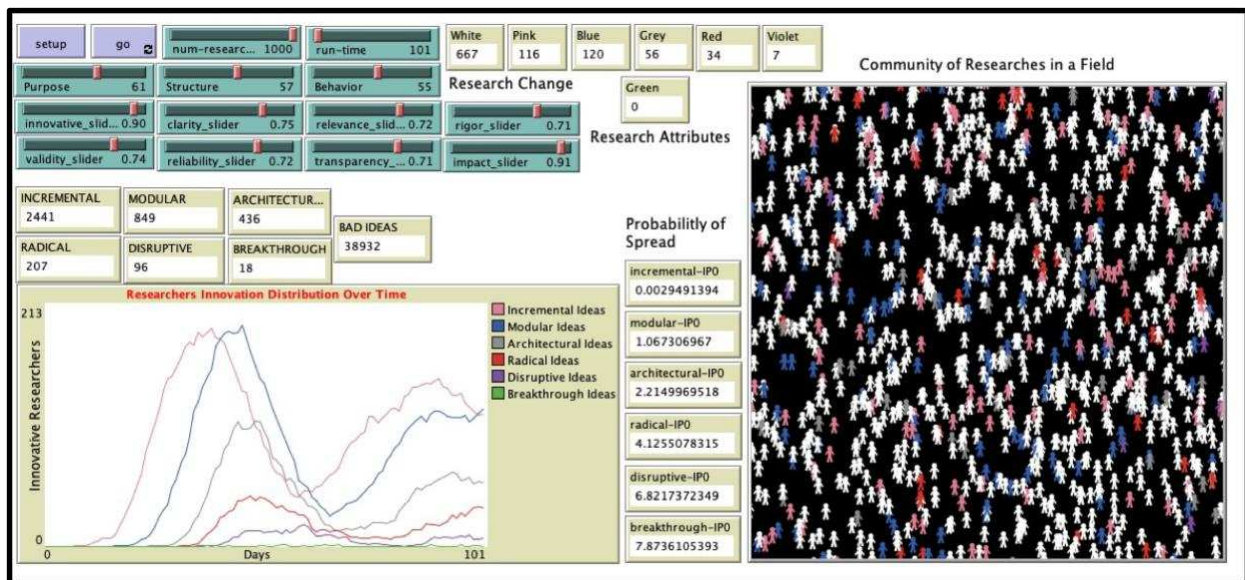 setup
go
num-researc... 1000
run-time 101
White
667
Pink
116
Blue
120
Grey
56
Red
34
Violet
7
Purpose 61
Structure 57
Behavior 55
Research Change
Green
0
innovative_slid... 0.90
clarity_slider 0.75
relevance_slid... 0.72
rigor_slider 0.71
Research Attributes
validity_slider 0.74
reliability_slider 0.72
transparency_... 0.71
impact_slider 0.91
Community of Researches in a Field
INCREMENTAL
2441
MODULAR
849
ARCHITECTUR...
436
BAD IDEAS
38932
RADICAL
207
DISRUPTIVE
96
BREAKTHROUGH
18
Probabilitly of
Spread
incremental-IP0
0.0029491394
modular-IP0
1.067306967
architectural-IP0
2.2149969518
radical-IP0
4.1255078315
disruptive-IP0
6.8217372349
breakthrough-IP0
7.8736105393
Researchers Innovation Distribution Over Time
213
Innovative Researchers
0
0
Days
101
Incremental Ideas
Modular Ideas
Architectural Ideas
Radical Ideas
Disruptive Ideas
Breakthrough Ideas